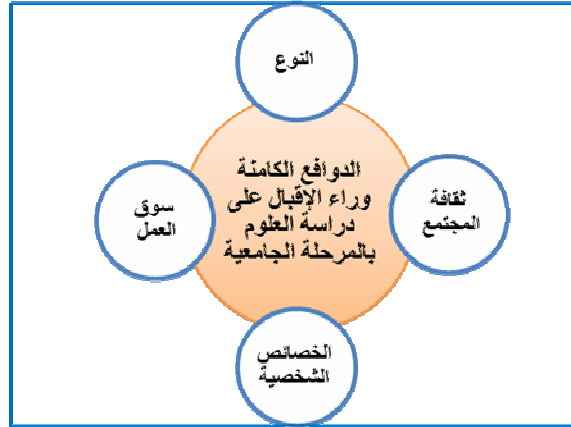 النوع
الدوافع الكامنة
وراء الإقبال على
دراسة العلوم
بالمرحلة الجامعية
ثقافة
المجتمع
سوق
العمل
الخصائص
الشخصية